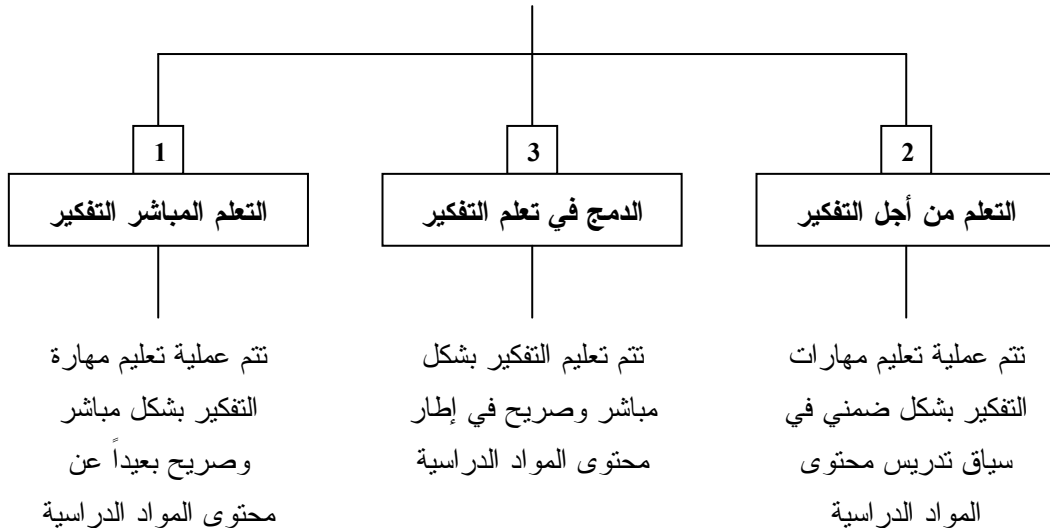 2
التعلم من أجل التفكير
تتم عملية تعليم مهارات
التفكير بشكل ضمني في
سياق تدريس محتوى
المواد الدراسية
3
الدمج في تعلم التفكير
تتم تعليم التفكير بشكل
مباشر وصريح في إطار
محتوى المواد الدراسية
1
التعلم المباشر التفكير
تتم عملية تعليم مهارة
التفكير بشكل مباشر
وصريح بعيداً عن
محتوى المواد الدراسية